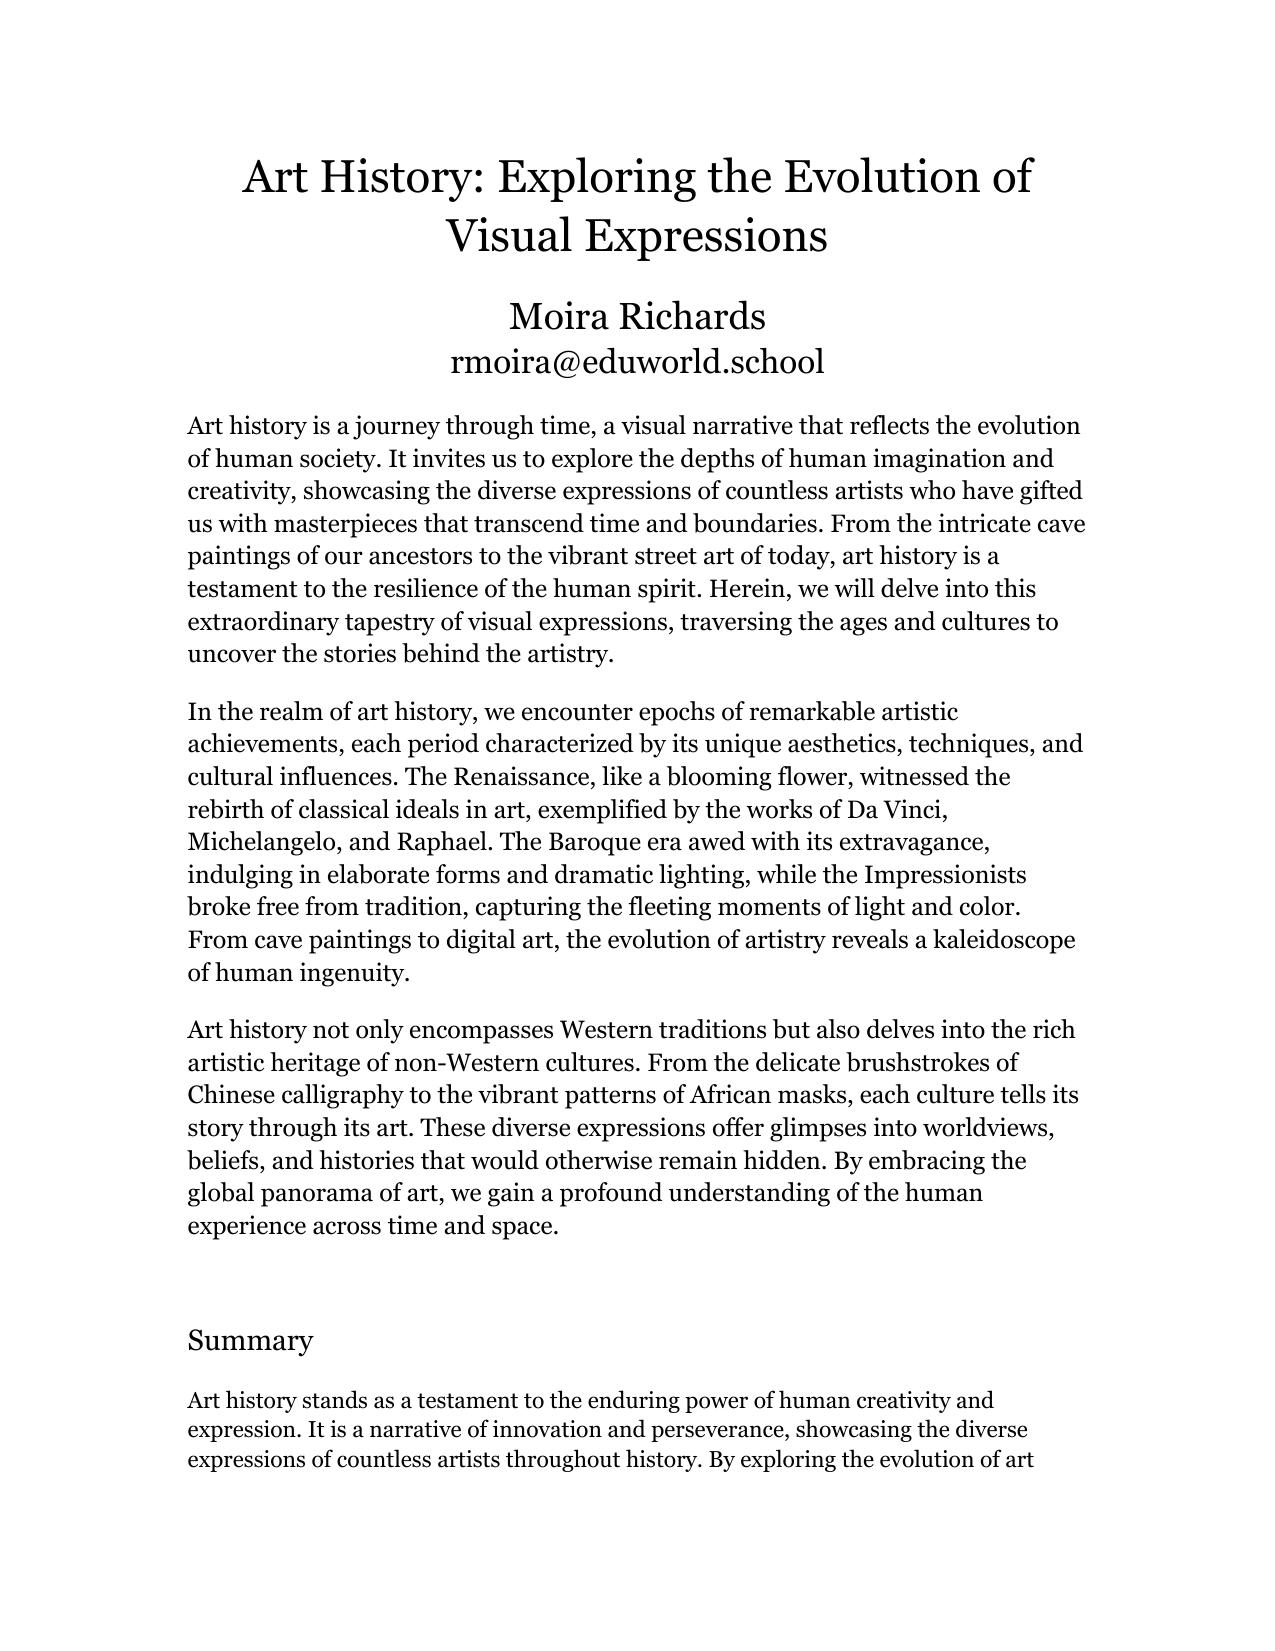 Art History: Exploring the Evolution of
Visual Expressions
Moira Richards
rmoira@eduworld.school
Art history is a journey through time, a visual narrative that reflects the evolution
of human society. It invites us to explore the depths of human imagination and
creativity, showcasing the diverse expressions of countless artists who have gifted
us with masterpieces that transcend time and boundaries. From the intricate cave
paintings of our ancestors to the vibrant street art of today, art history is a
testament to the resilience of the human spirit. Herein, we will delve into this
extraordinary tapestry of visual expressions, traversing the ages and cultures to
uncover the stories behind the artistry.
In the realm of art history, we encounter epochs of remarkable artistic
achievements, each period characterized by its unique aesthetics, techniques, and
cultural influences. The Renaissance, like a blooming flower, witnessed the
rebirth of classical ideals in art, exemplified by the works of Da Vinci,
Michelangelo, and Raphael. The Baroque era awed with its extravagance,
indulging in elaborate forms and dramatic lighting, while the Impressionists
broke free from tradition, capturing the fleeting moments of light and color.
From cave paintings to digital art, the evolution of artistry reveals a kaleidoscope
of human ingenuity.
Art history not only encompasses Western traditions but also delves into the rich
artistic heritage of non-Western cultures. From the delicate brushstrokes of
Chinese calligraphy to the vibrant patterns of African masks, each culture tells its
story through its art. These diverse expressions offer glimpses into worldviews,
beliefs, and histories that would otherwise remain hidden. By embracing the
global panorama of art, we gain a profound understanding of the human
experience across time and space.
Summary
Art history stands as a testament to the enduring power of human creativity and
expression. It is a narrative of innovation and perseverance, showcasing the diverse
expressions of countless artists throughout history. By exploring the evolution of art